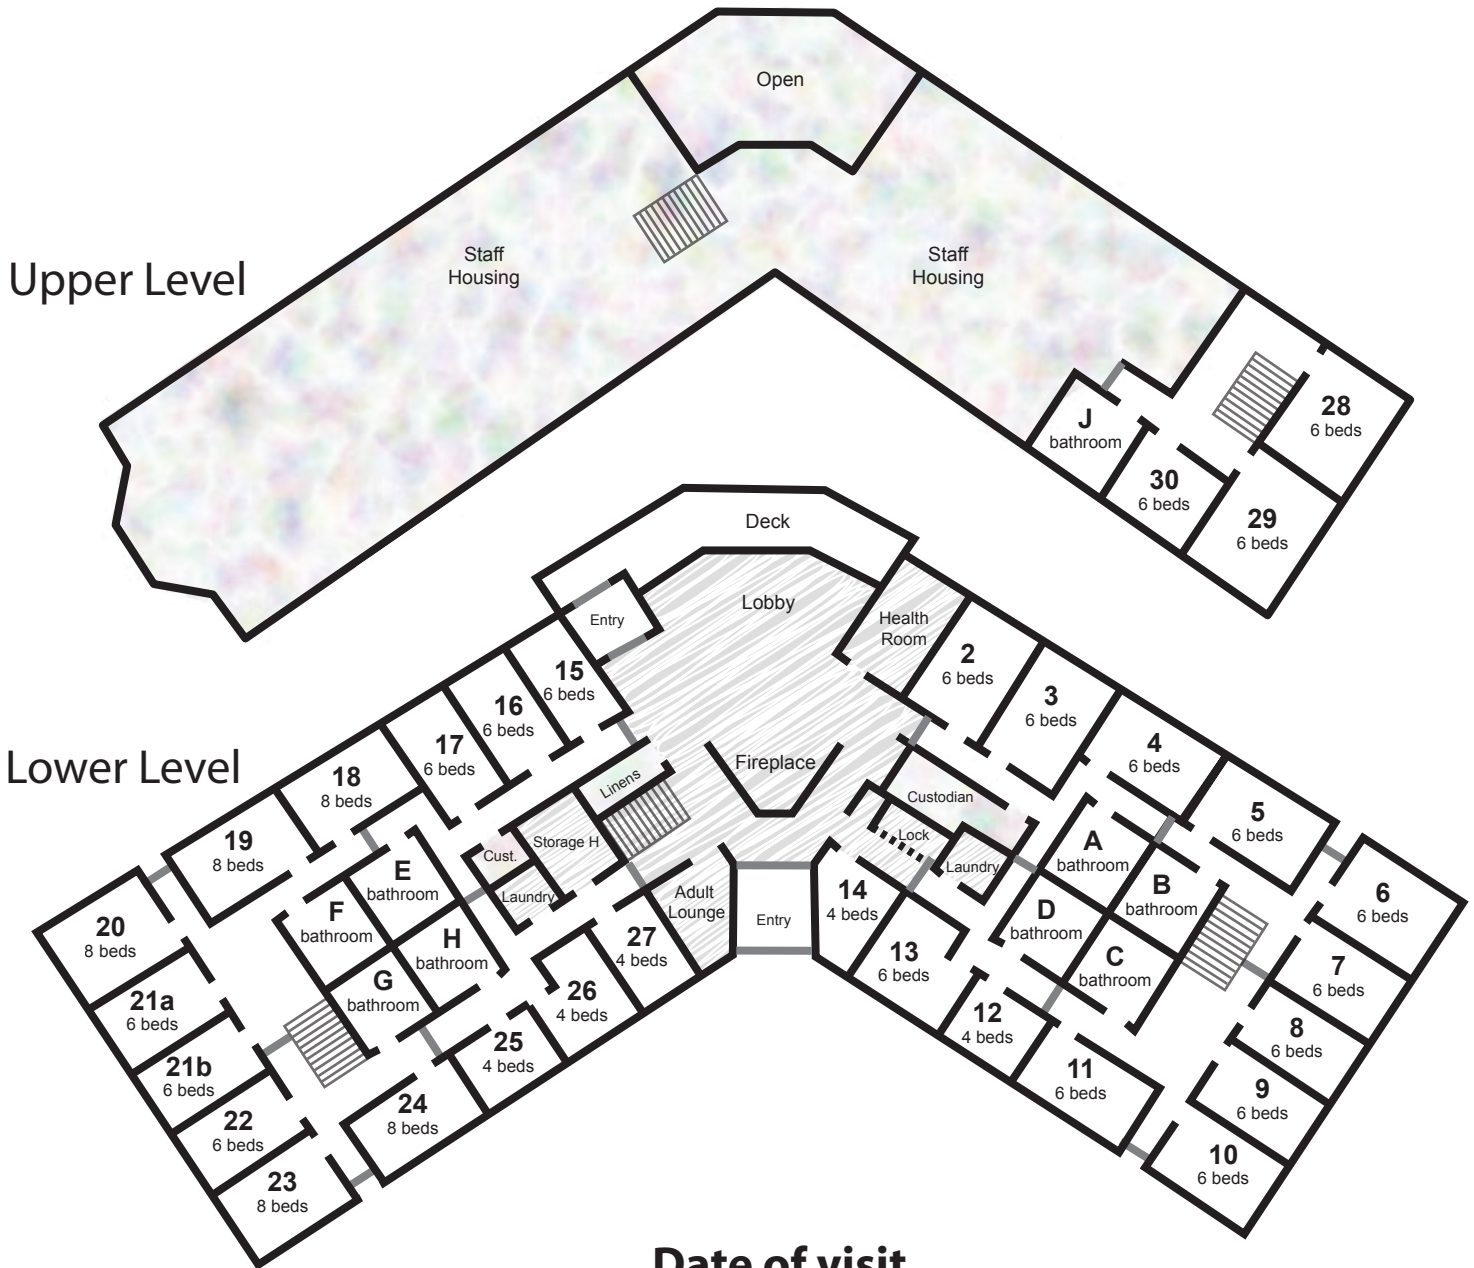 Open
Staff
Housing
Staff
Housing
Upper Level
28
6 beds
J
bathroom
30
6 beds
29
6 beds
Deck
Lobby
Entry
Health
Room
2
6 beds
3
6 beds
15
6 beds
16
6 beds
17
6 beds
18
8 beds
19
8 beds
20
8 beds
Lower Level
4
6 beds
5
6 beds
6
6 beds
Fireplace
Linens
Custodian
Lock
Laundry
Storage H
Cust.
Laundry
A
bathroom
B
bathroom
D
bathroom
C
bathroom
E
bathroom
F
bathroom
H
bathroom
G
bathroom
Adult
Lounge
Entry
14
4 beds
13
6 beds
12
4 beds
11
6 beds
7
6 beds
8
6 beds
9
6 beds
10
6 beds
27
4 beds
26
4 beds
25
4 beds
24
8 beds
21a
6 beds
21b
6 beds
22
6 beds
23
8 beds
Date of visit